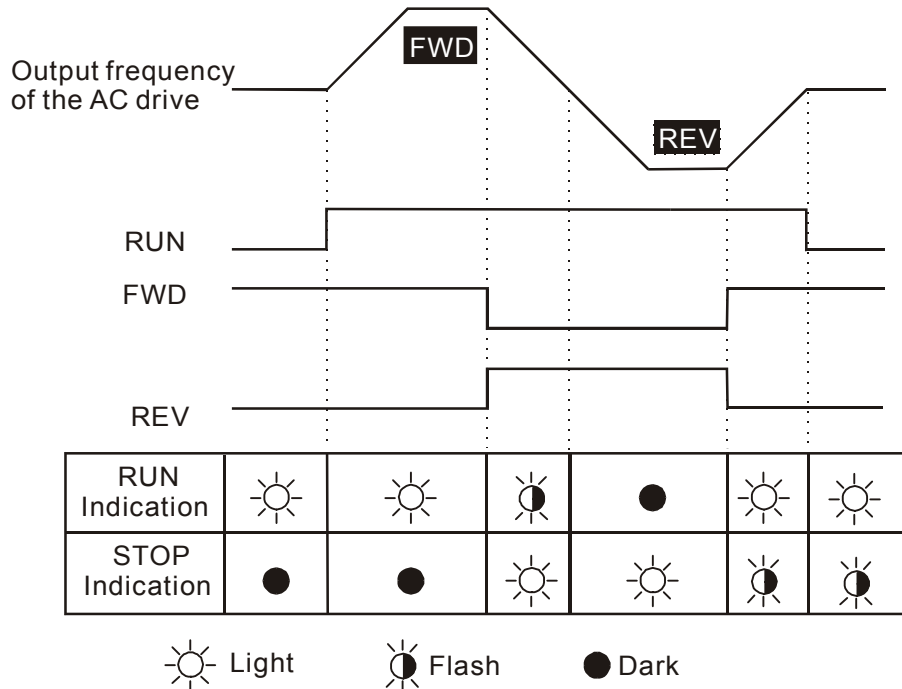 FWD
Output frequency
of the AC drive
REV
RUN
FWD
REV
RUN
Indication
STOP
Indication
Light
Flash
Dark